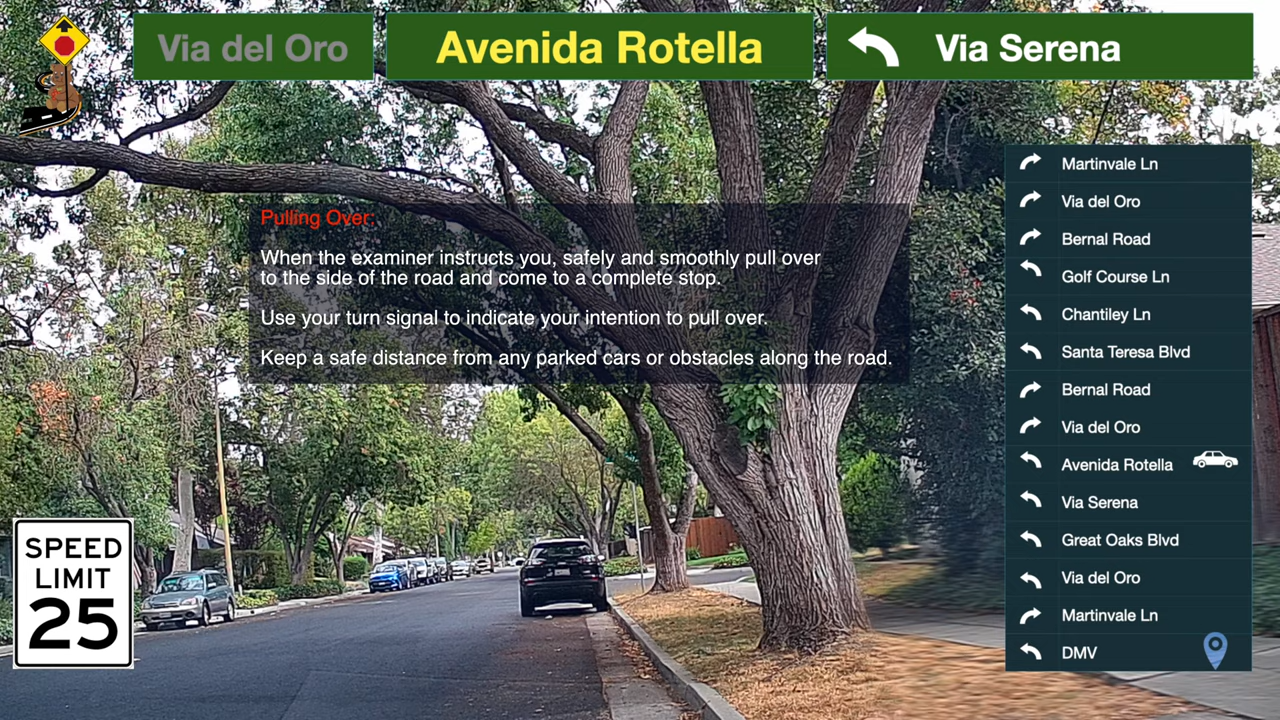 Via del Oro
Avenida Rotella
Via Serena
Pulling Over:
When the examiner instructs you, safely and smoothly pull over
to the side of the road and come to a complete stop.
Use your turn signal to indicate your intention to pull over.
Keep a safe distance from any parked cars or obstacles along the road.
Martinvale Ln
Via del Oro
Bernal Road
Golf Course Ln
Chantiley Ln
Santa Teresa Blvd
Bernal Road
Via del Oro
Avenida Rotella
Via Serena
Great Oaks Blvd
Via del Oro
Martinvale Ln
DMV
SPEED
LIMIT
25